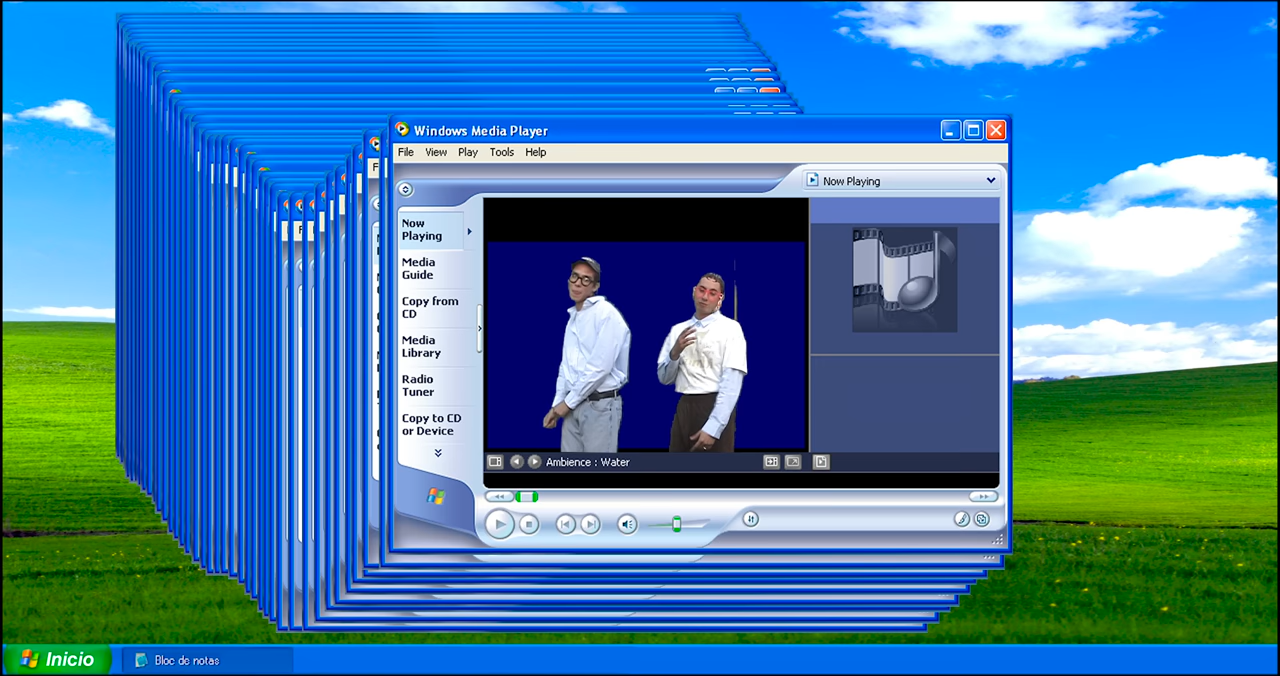 Windows Media Player
File View Play Tools Help
Now Playing
Now
Playing
Media
Guide
Copy from
CD
Media
Library
Radio
Tuner
Copy to CD
or Device
Ambience : Water
Inicio
Bloc de notas